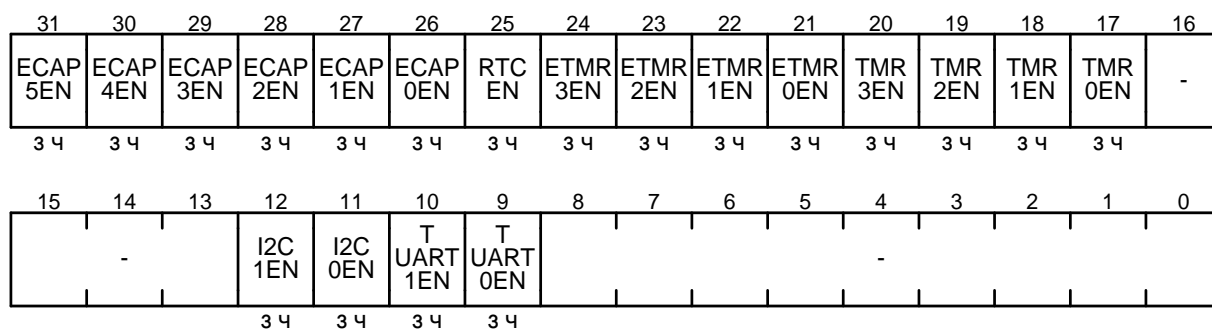 31 30 29 28 27 26 25 24 23 22 21 20 19 18 17 16
ECAP ECAP ECAP ECAP ECAP ECAP RTC ETMR ETMR ETMR ETMR TMR TMR TMR TMR -
5EN 4EN 3EN 2EN 1EN 0EN EN 3EN 2EN 1EN 0EN 3EN 2EN 1EN 0EN
З Ч З Ч З Ч З Ч З Ч З Ч З Ч З Ч З Ч З Ч З Ч З Ч З Ч З Ч З Ч
15 14 13 12 11 10 9 8 7 6 5 4 3 2 1 0
T T
- I2C I2C UART UART -
1EN 0EN 1EN 0EN
З Ч З Ч З Ч З Ч